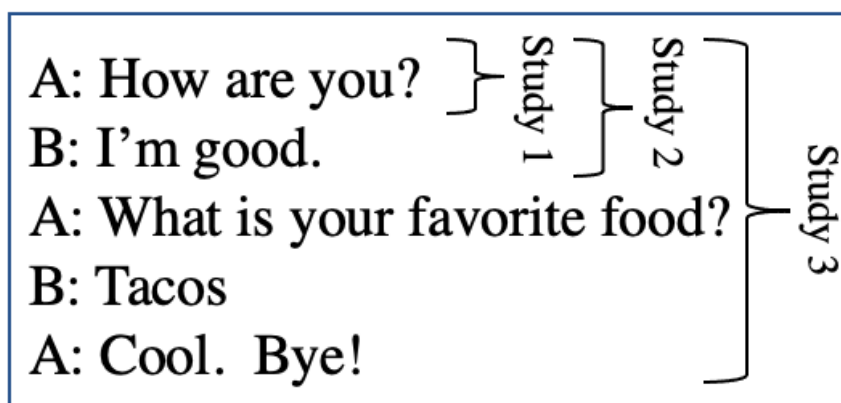 A: How are you?
B: I’m good.
A: What is your favorite food?
B: Tacos
A: Cool.  Bye!
Study 1
Study 2
Study 3